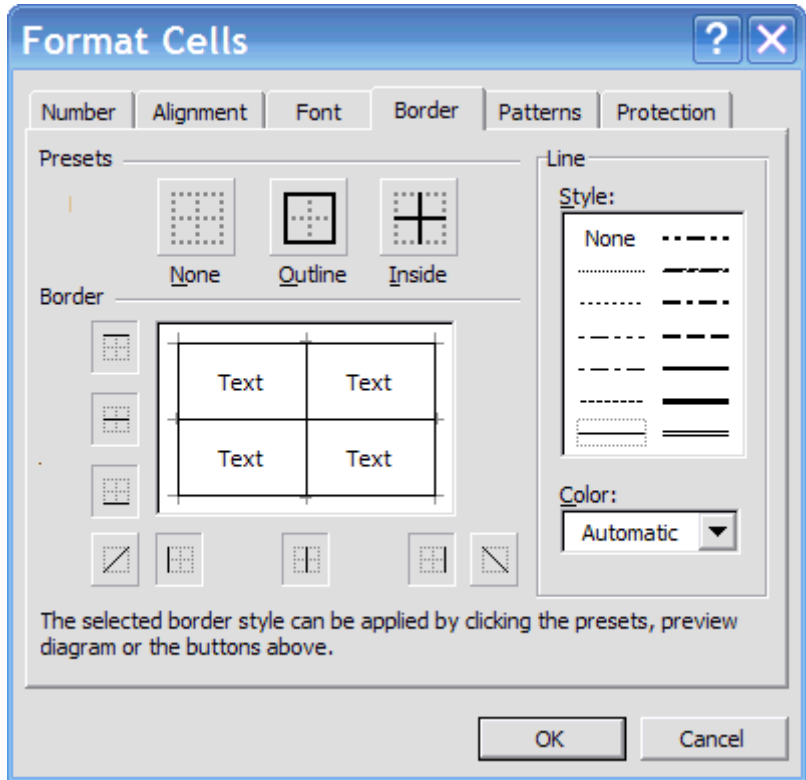 Format Cells
Number Alignment Font Border Patterns Protection
Presets
None Outline Inside
Border
Text Text
Text Text
Line
Style:
None
Color:
Automatic
The selected border style can be applied by clicking the presets, preview
diagram or the buttons above.
OK Cancel